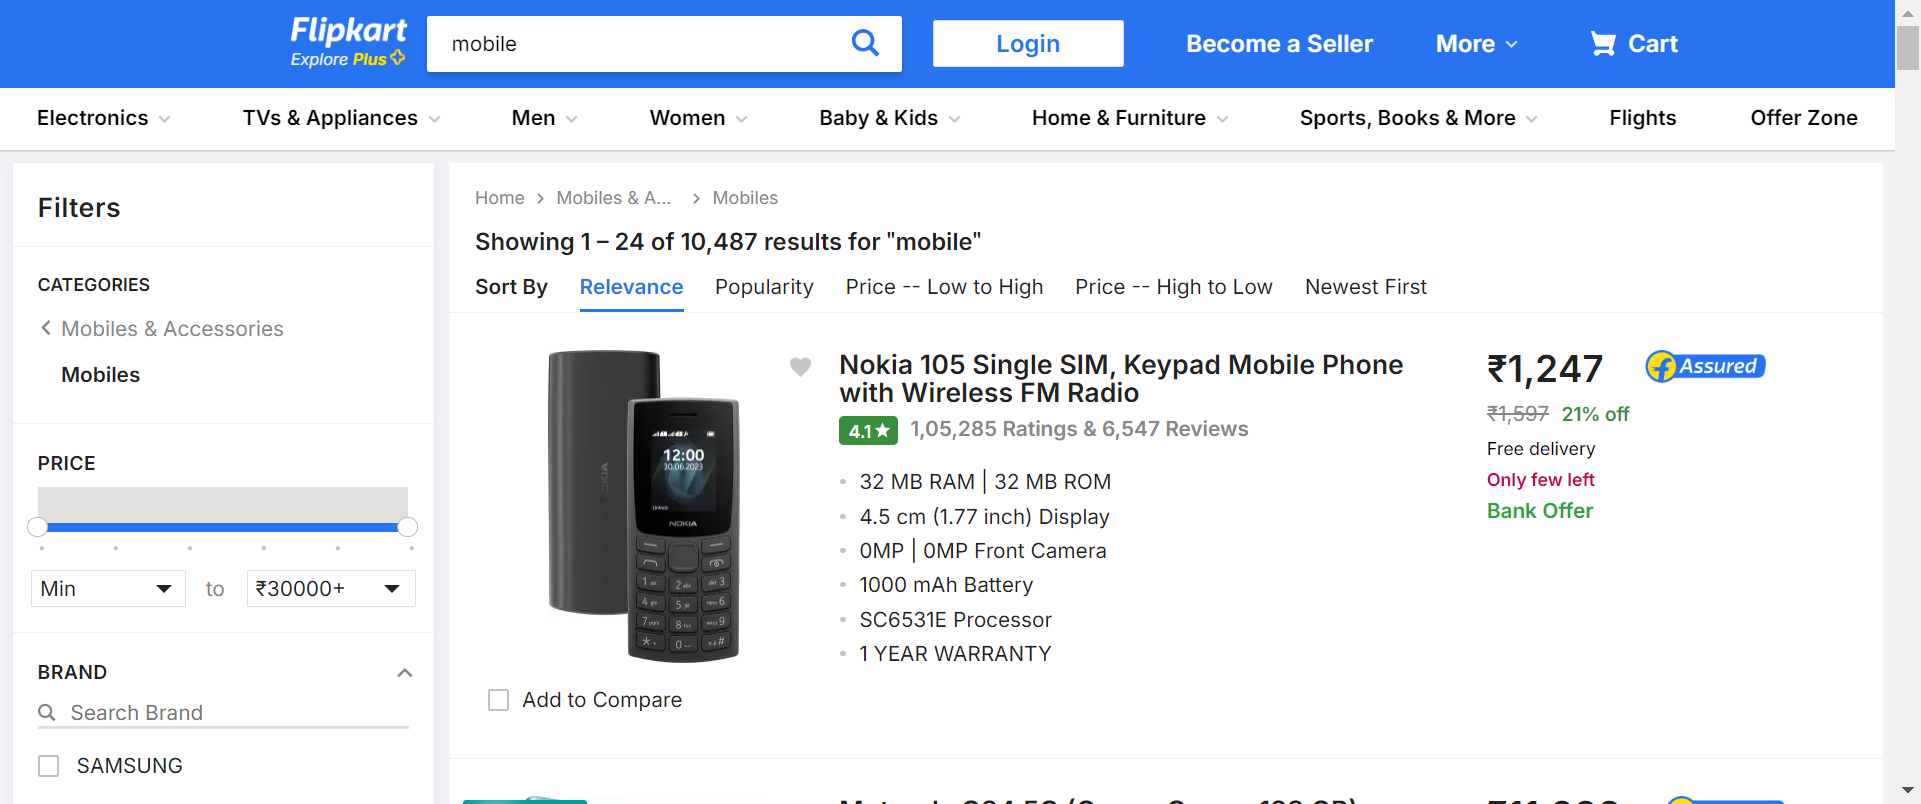 Flipkart
Explore Plus
mobile
Login
Become a Seller
More
Cart
Electronics
TVs & Appliances
Men
Women
Baby & Kids
Home & Furniture
Sports, Books & More
Flights
Offer Zone
Filters
CATEGORIES
Mobiles & Accessories
Mobiles
PRICE
Min
to
₹30000+
BRAND
Search Brand
SAMSUNG
Home
Mobiles & A...
Mobiles
Showing 1 – 24 of 10,487 results for "mobile"
Sort By
Relevance
Popularity
Price -- Low to High
Price -- High to Low
Newest First
NOKIA
12:00
30.06.2023
Unlock
NOKIA
Add to Compare
Nokia 105 Single SIM, Keypad Mobile Phone
with Wireless FM Radio
4.1★
1,05,285 Ratings & 6,547 Reviews
32 MB RAM | 32 MB ROM
4.5 cm (1.77 inch) Display
0MP | 0MP Front Camera
1000 mAh Battery
SC6531E Processor
1 YEAR WARRANTY
₹1,247
Assured
₹1,597
21% off
Free delivery
Only few left
Bank Offer